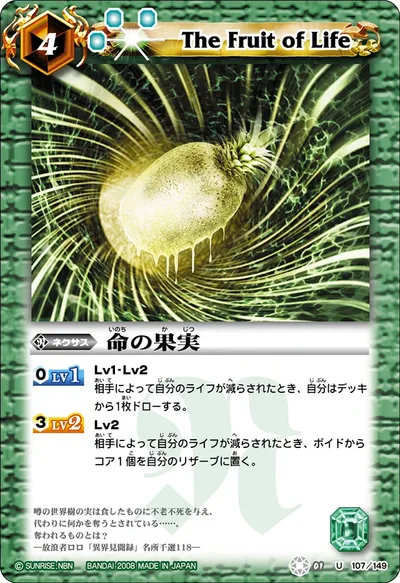 4
The Fruit of Life
ネクサス
いのち か じつ
命の果実
0 LV1
Lv1・Lv2
相手によって自分のライフが減らされたとき、自分はデッキ
から1枚ドローする。
3 LV2
Lv2
相手によって自分のライフが減らされたとき、ボイドから
コア1個を自分のリザーブに置く。
噂の世界樹の実は食したものに不老不死を与え、
代わりに何かを奪うとされている……。
奪われるものとは？
―放浪者ロロ「異界見聞録」名所千選118―
©SUNRISE,NBN BANDAI 2008 MADE IN JAPAN 01 U 107/149